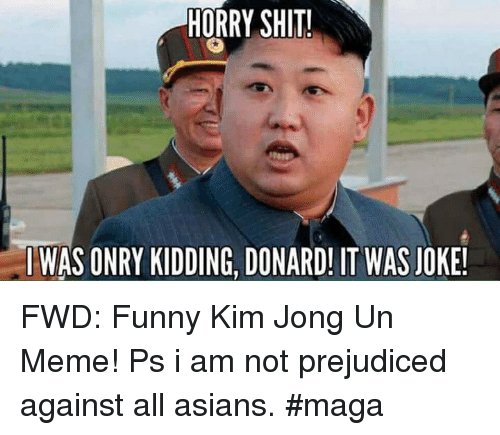 HORRY SHIT!
I WAS ONRY KIDDING, DONARD! IT WAS JOKE!
FWD: Funny Kim Jong Un
Meme! Ps i am not prejudiced
against all asians. #maga